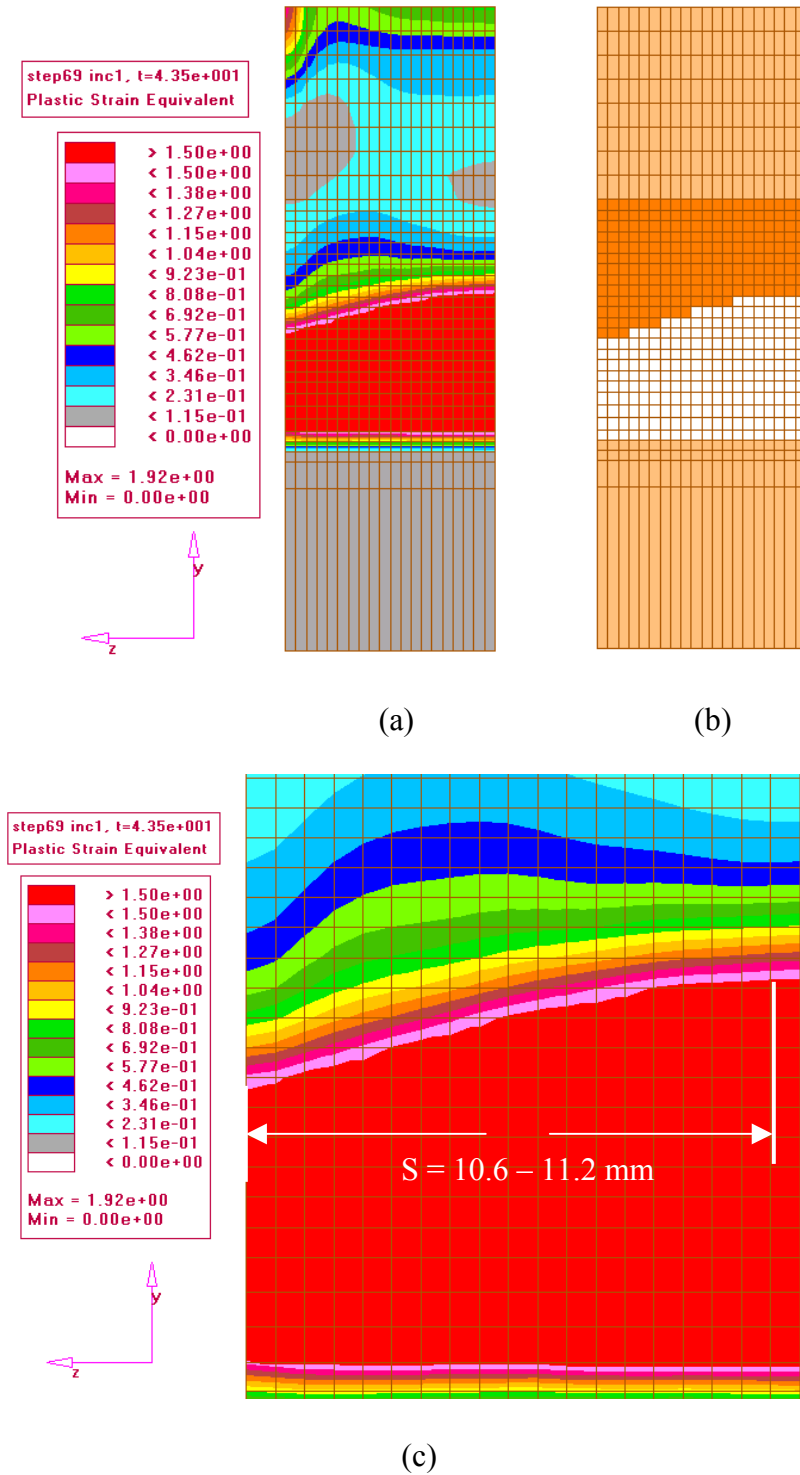 step69 inc1, t=4.35e+001
Plastic Strain Equivalent
> 1.50e+00
< 1.50e+00
< 1.38e+00
< 1.27e+00
< 1.15e+00
< 1.04e+00
< 9.23e-01
< 8.08e-01
< 6.92e-01
< 5.77e-01
< 4.62e-01
< 3.46e-01
< 2.31e-01
< 1.15e-01
< 0.00e+00
Max = 1.92e+00
Min = 0.00e+00
y
z
(a)
(b)
step69 inc1, t=4.35e+001
Plastic Strain Equivalent
> 1.50e+00
< 1.50e+00
< 1.38e+00
< 1.27e+00
< 1.15e+00
< 1.04e+00
< 9.23e-01
< 8.08e-01
< 6.92e-01
< 5.77e-01
< 4.62e-01
< 3.46e-01
< 2.31e-01
< 1.15e-01
< 0.00e+00
Max = 1.92e+00
Min = 0.00e+00
y
z
S = 10.6 – 11.2 mm
(c)